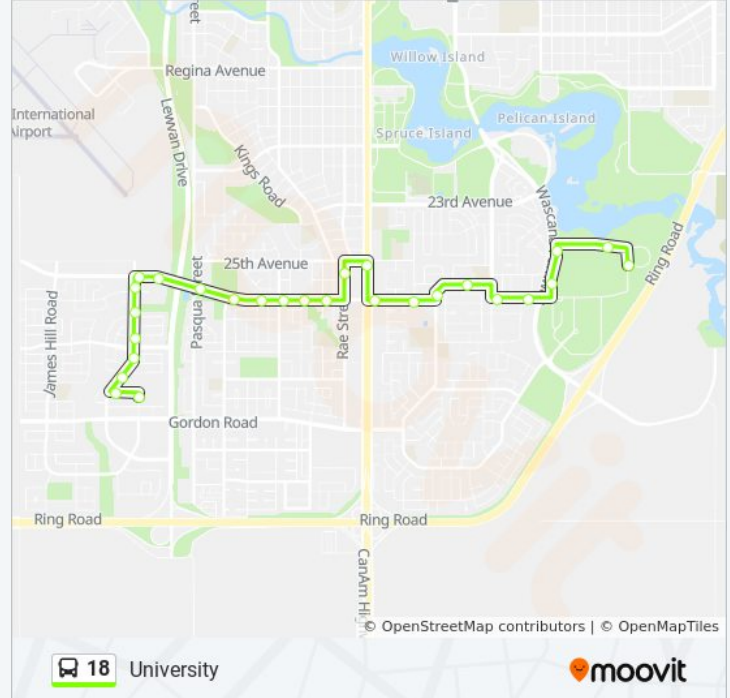 reet
Willow Island
Regina Avenue
International
Airport
Pelican Island
Spruce Island
Lewvan Drive
Kings Road
23rd Avenue
Wascan
25th Avenue
Ring Road
Pasqua Street
James Hill Road
Rae Stre
Gordon Road
Ring Road
Ring Road
CanAm High
© OpenStreetMap contributors | © OpenMapTiles
18 University
moovit